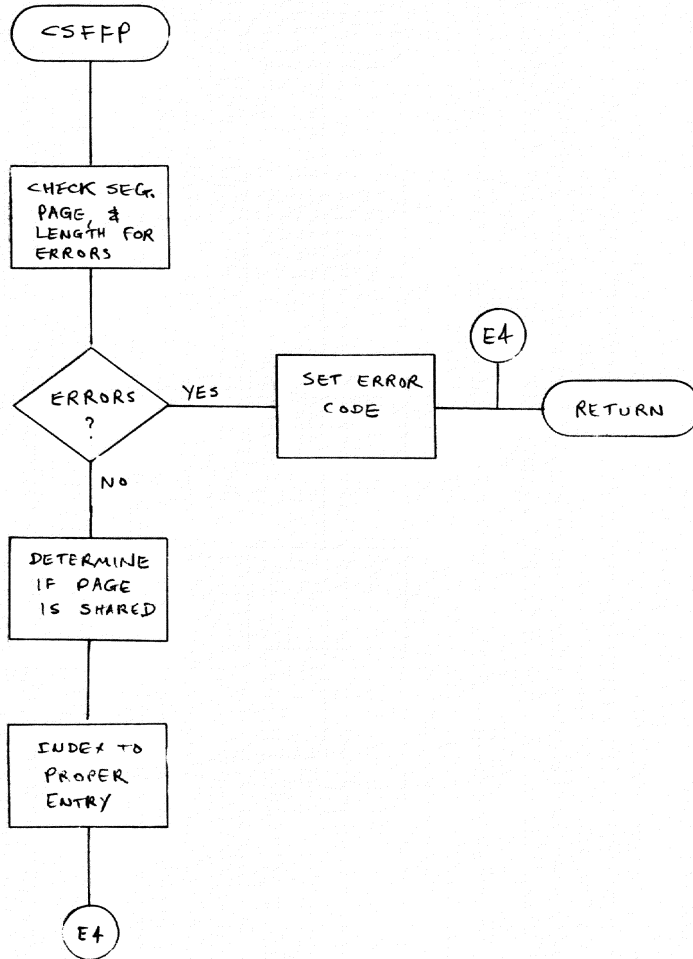 CSFFP
CHECK SEG.
PAGE, &
LENGTH FOR
ERRORS
ERRORS
?
YES
SET ERROR
CODE
E4
RETURN
NO
DETERMINE
IF PAGE
IS SHARED
INDEX TO
PROPER
ENTRY
E4